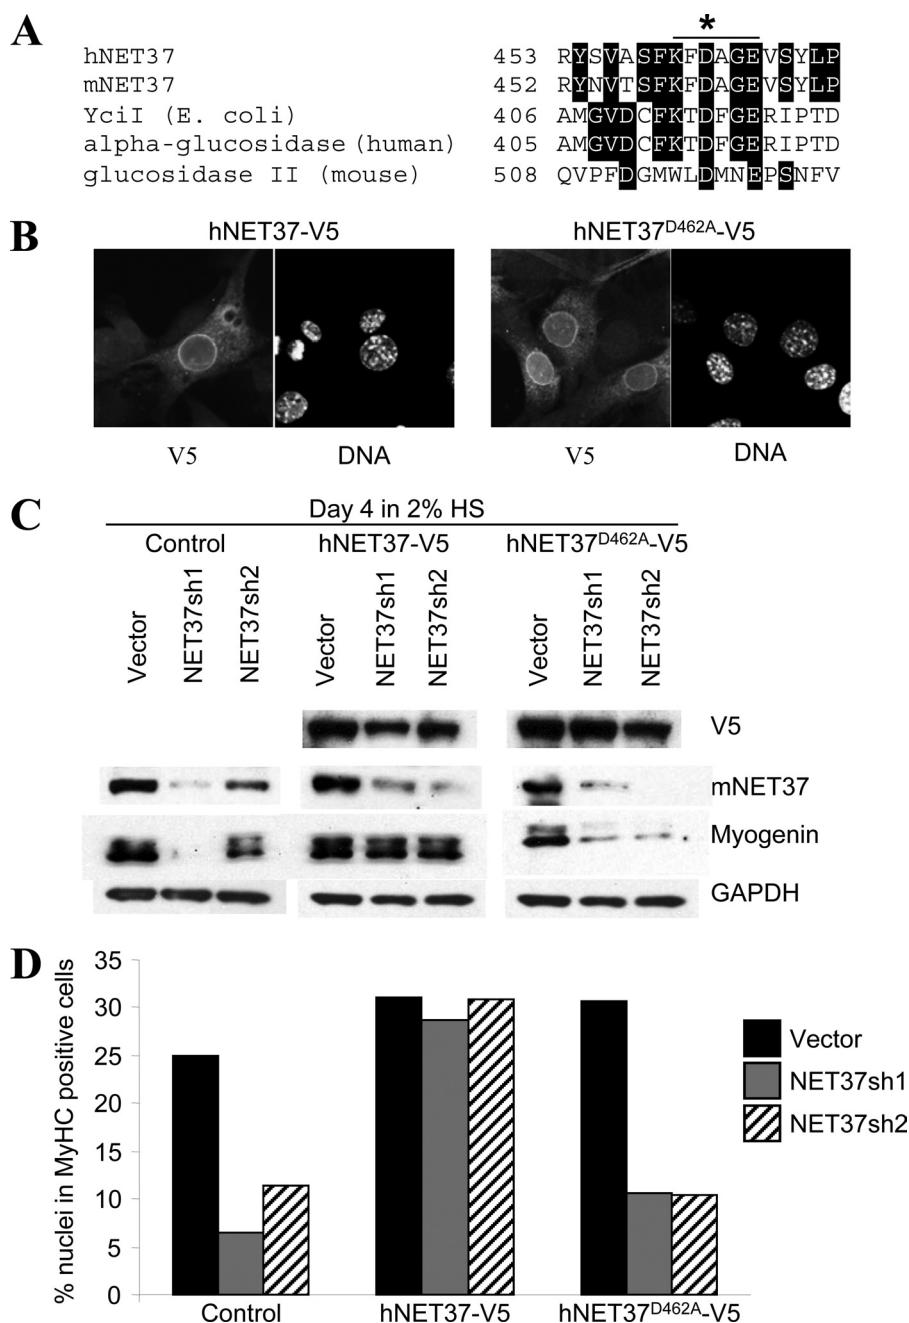 A
*
hNET37 453 RYSVASFKFDAGEVSYLP
mNET37 452 RYNVTSFKFDAGEVSYLP
YciI (E. coli) 406 AMGVDCFKTDFGERIPTD
alpha-glucosidase (human) 405 AMGVDCFKTDFGERIPTD
glucosidase II (mouse) 508 QVPFDGMWLDMNEPSNFV
B
hNET37-V5 hNET37D462A-V5
V5 DNA V5 DNA
C
Day 4 in 2% HS
Control hNET37-V5 hNET37D462A-V5
Vector NET37sh1 NET37sh2 Vector NET37sh1 NET37sh2 Vector NET37sh1 NET37sh2
V5
mNET37
Myogenin
GAPDH
D
% nuclei in MyHC positive cells
35
30
25
20
15
10
5
0
Control hNET37-V5 hNET37D462A-V5
Vector
NET37sh1
NET37sh2